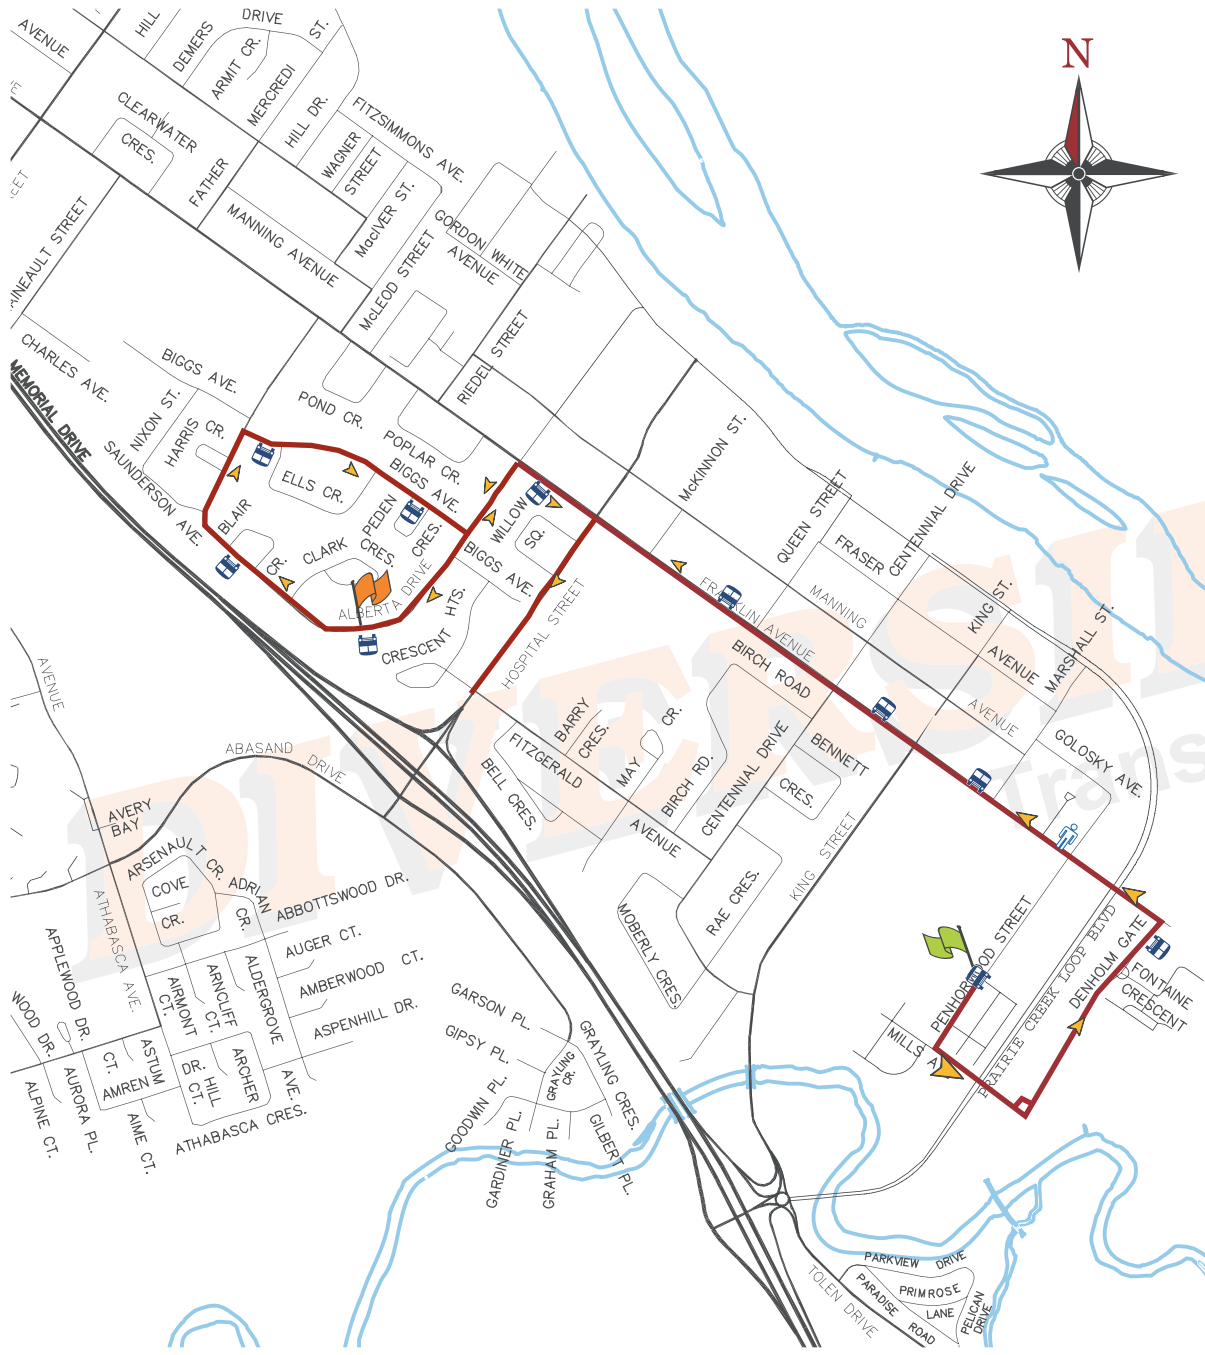 DRIVE
HILL
ST.
DEMERS
AVENUE
ARMIT CR.
N
MERCREDI
CLEARWATER
HILL DR.
FITZSIMMONS AVE.
CRES.
WAGNER
STREET
FATHER
MacIVER ST.
MANNING AVENUE
GORDON WHITE
AVENUE
McLEOD STREET
RIEDEL STREET
CHARLES AVE.
BIGGS AVE.
MEMORIAL DRIVE
POND CR.
NIXON ST.
HARRIS
CR.
POPLAR CR.
BIGGS AVE.
SAUNDERSON AVE.
ELLS CR.
McKINNON ST.
QUEEN STREET
CENTENNIAL DRIVE
BLAIR
CR.
PEDEN
CRES.
WILLOW
SQ.
CLARK
CRES.
BIGGS AVE.
FRASER
AVENUE
ALBERTA DRIVE
CRESCENT HTS.
HOSPITAL STREET
FRANKLIN AVENUE
MANNING
AVENUE
KING ST.
MARSHALL ST.
BIRCH ROAD
DIVERSI
Trans
AVENUE
ABASAND
DRIVE
BARRY
CRES.
FITZGERALD
AVENUE
MAY
CR.
BENNETT
CRES.
GOLOSKY AVE.
BELL CRES.
BIRCH RD.
CENTENNIAL DRIVE
AVERY
BAY
KING STREET
ARSENAULT CR.
COVE
CR.
ADRIAN
CR.
ABBOTTSWOOD DR.
RAE CRES.
MOBERLY CRES.
ATHABASCA AVE.
APPLEWOOD DR.
AUGER CT.
AMBERWOOD CT.
ASPENHILL DR.
AIRMONT
CT.
ARNCLIFF
CT.
ALDERGROVE
AVE.
PENHORWOOD STREET
PRAIRIE CREEK LOOP BLVD
DENHOLM GATE
FONTAINE
CRESCENT
MILLS A
WOOD DR.
GARSON PL.
GIPSY PL.
GRAYLING
CR.
GRAYLING CRES.
ALPINE CT.
AURORA PL.
CT.
AMREN
ASTUM
DR.
HILL
CT.
ARCHER
AIME CT.
ATHABASCA CRES.
GOODWIN PL.
GARDINER PL.
GRAHAM PL.
GILBERT PL.
TOLEN DRIVE
PARKVIEW DRIVE
PRIMROSE
LANE
PARADISE ROAD
PELICAN
DRIVE